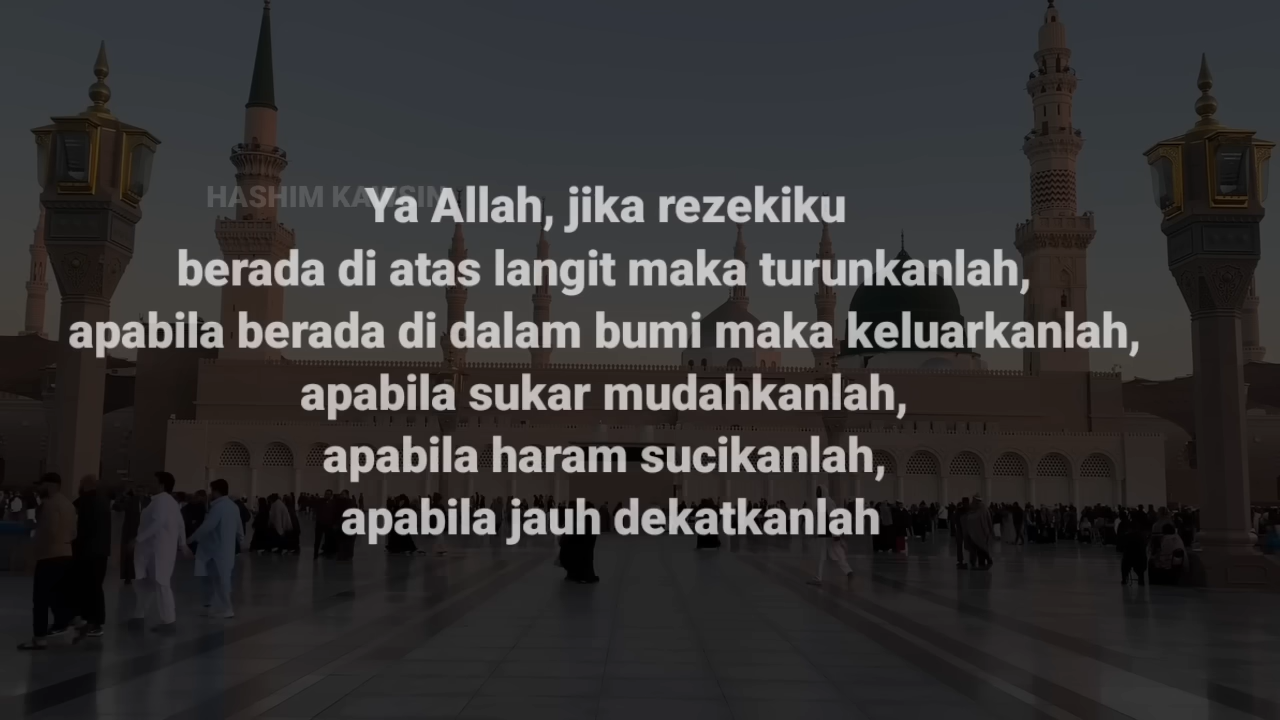 HASHIM
Ya Allah, jika rezekiku
berada di atas langit maka turunkanlah,
apabila berada di dalam bumi maka keluarkanlah,
apabila sukar mudahkanlah,
apabila haram sucikanlah,
apabila jauh dekatkanlah